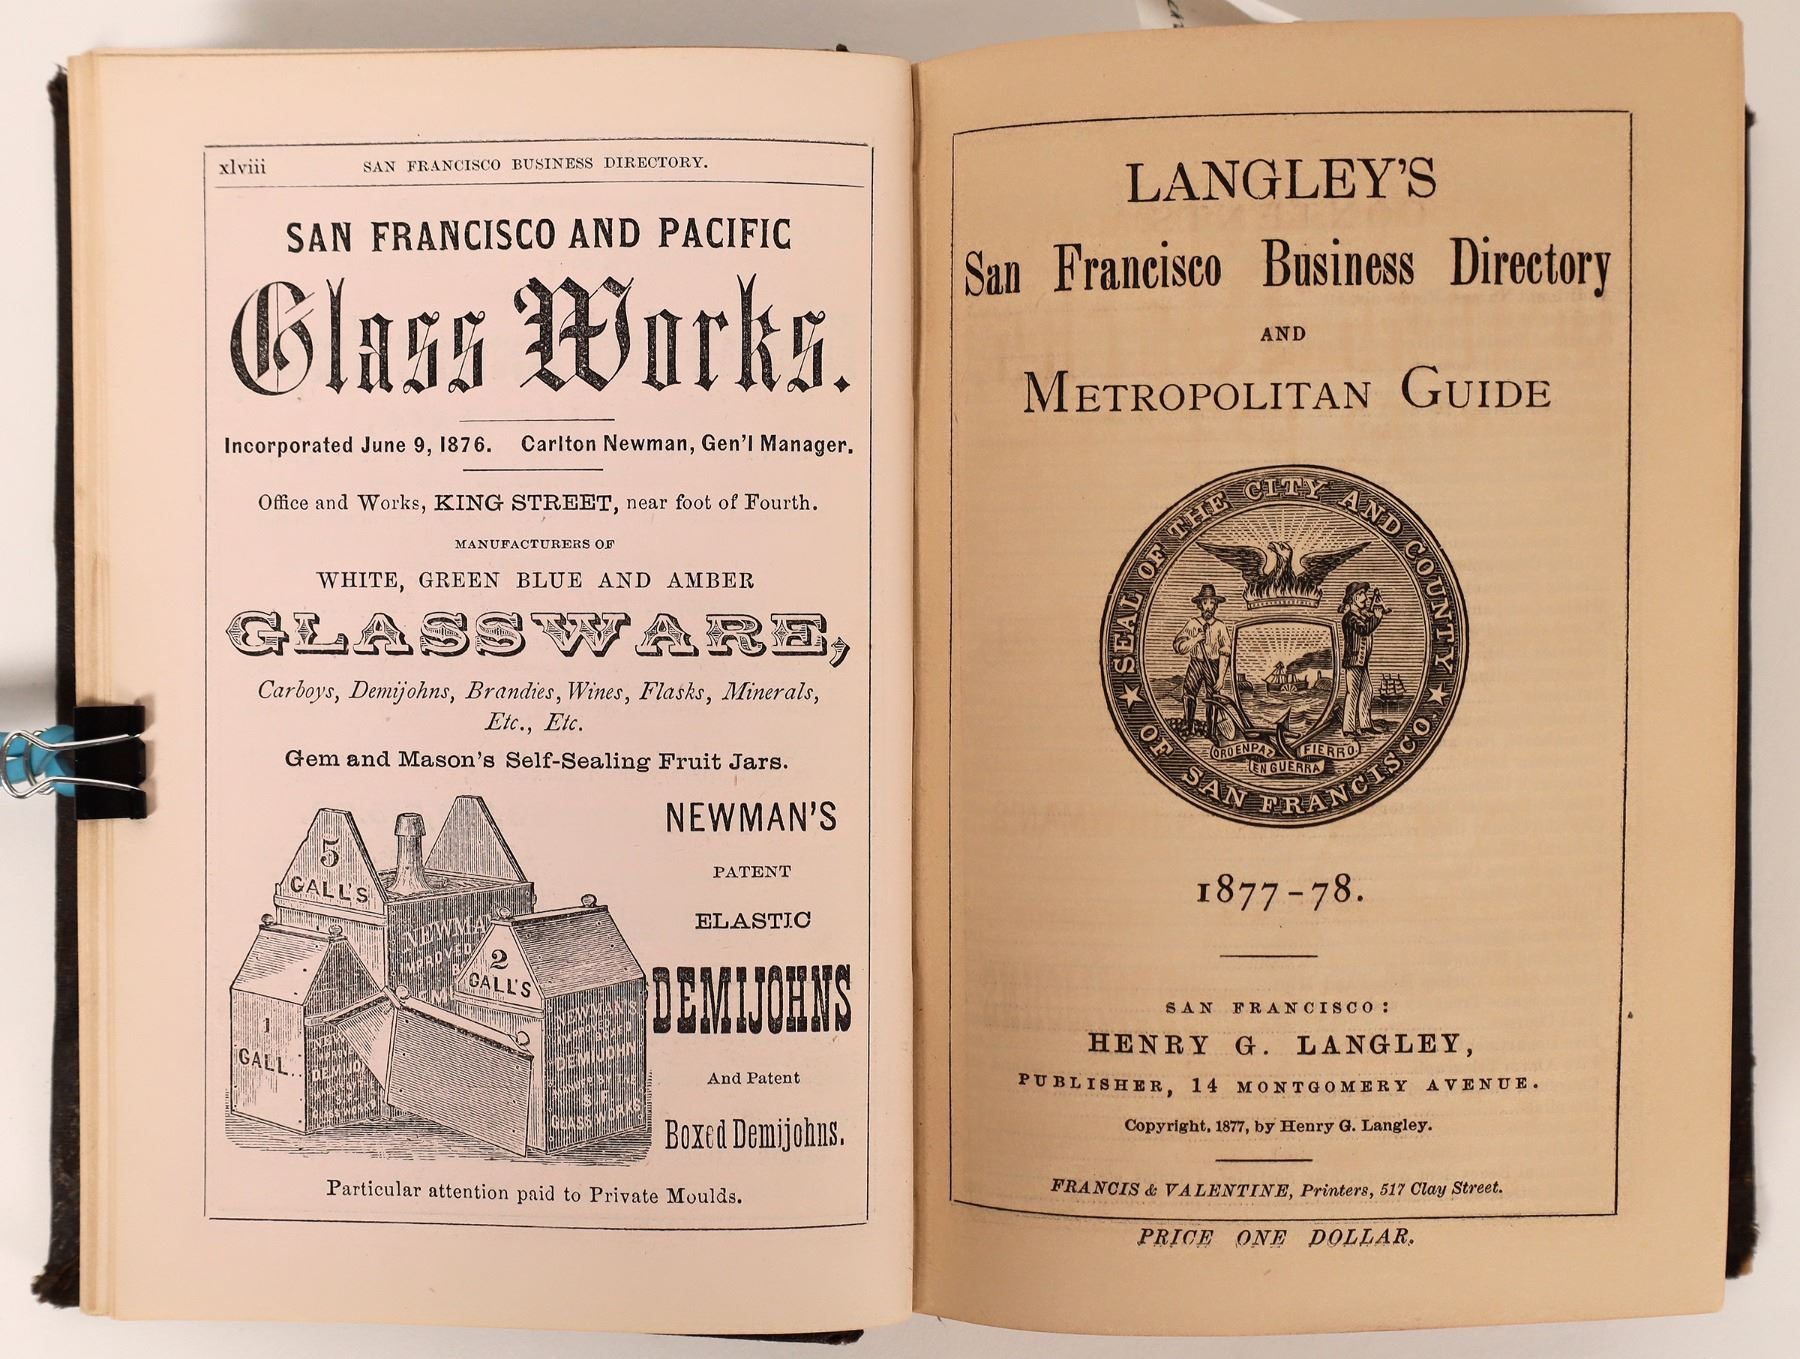 xlviii SAN FRANCISCO BUSINESS DIRECTORY.
SAN FRANCISCO AND PACIFIC
Glass Works.
Incorporated June 9, 1876. Carlton Newman, Gen'l Manager.
Office and Works, KING STREET, near foot of Fourth.
MANUFACTURERS OF
WHITE, GREEN BLUE AND AMBER
GLASSWARE,
Carboys, Demijohns, Brandies, Wines, Flasks, Minerals,
Etc., Etc.
Gem and Mason's Self-Sealing Fruit Jars.
NEWMAN'S
PATENT
ELASTIC
DEMIJOHNS
And Patent
Boxed Demijohns.
5
GALL'S
NEWMAN
2
GALL'S
1
GALL..
NEWMAN'S
DEMIJOHN
S F
GLASS WORKS
Particular attention paid to Private Moulds.
LANGLEY'S
San Francisco Business Directory
AND
METROPOLITAN GUIDE
SEAL OF THE CITY AND COUNTY
OF SAN FRANCISCO
ORO EN PAZ FIERRO
EN GUERRA
1877-78.
SAN FRANCISCO:
HENRY G. LANGLEY,
PUBLISHER, 14 MONTGOMERY AVENUE.
Copyright, 1877, by Henry G. Langley.
FRANCIS & VALENTINE, Printers, 517 Clay Street.
PRICE ONE DOLLAR.